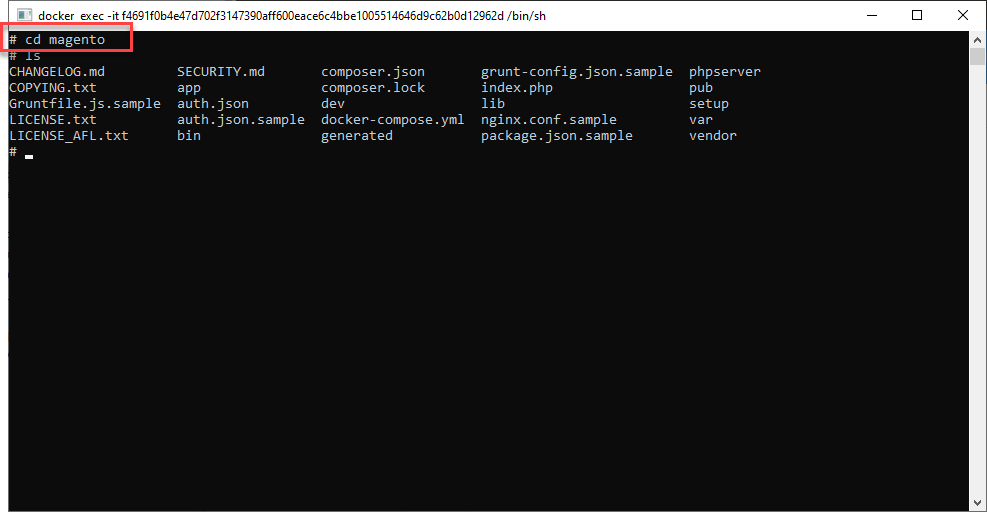 docker exec -it f4691f0b4e47d702f3147390aff600eace6c4bbe1005514646d9c62b0d12962d /bin/sh
# cd magento
# ls
CHANGELOG.md SECURITY.md composer.json grunt-config.json.sample phpserver
COPYING.txt app composer.lock index.php pub
Gruntfile.js.sample auth.json dev lib setup
LICENSE.txt auth.json.sample docker-compose.yml nginx.conf.sample var
LICENSE_AFL.txt bin generated package.json.sample vendor
#